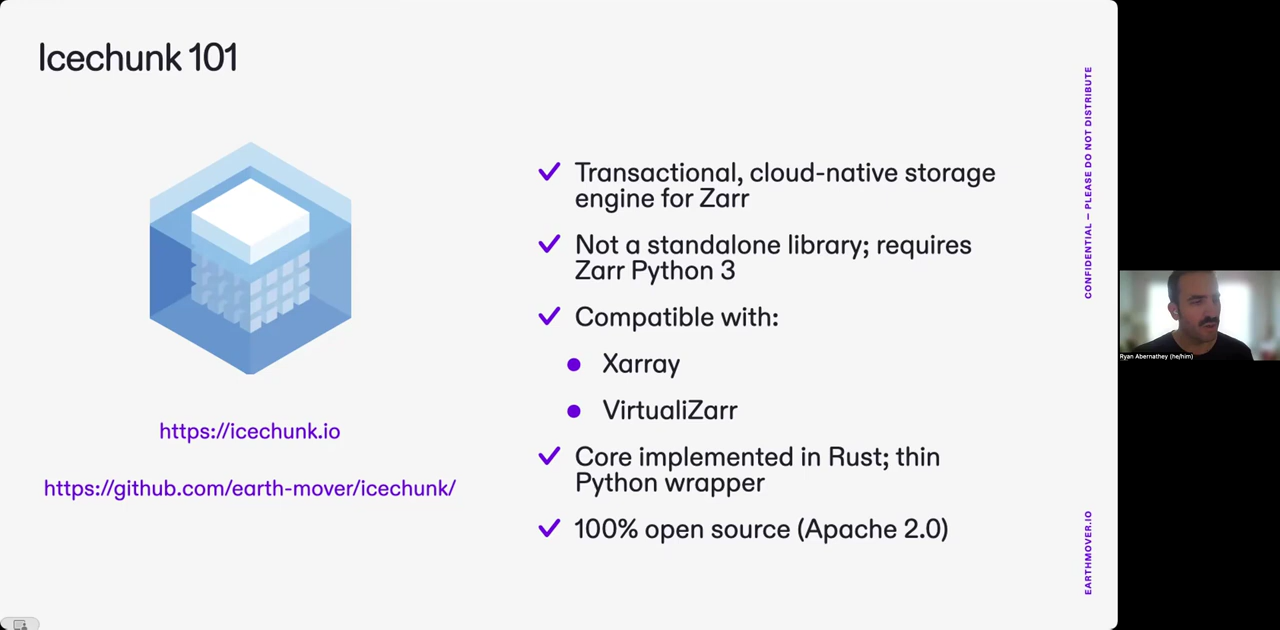 Icechunk 101
https://icechunk.io
https://github.com/earth-mover/icechunk/
Transactional, cloud-native storage
engine for Zarr
Not a standalone library; requires
Zarr Python 3
Compatible with:
Xarray
VirtualiZarr
Core implemented in Rust; thin
Python wrapper
100% open source (Apache 2.0)
CONFIDENTIAL — PLEASE DO NOT DISTRIBUTE
EARTHMOVER.IO
Ryan Abernathey (he/him)